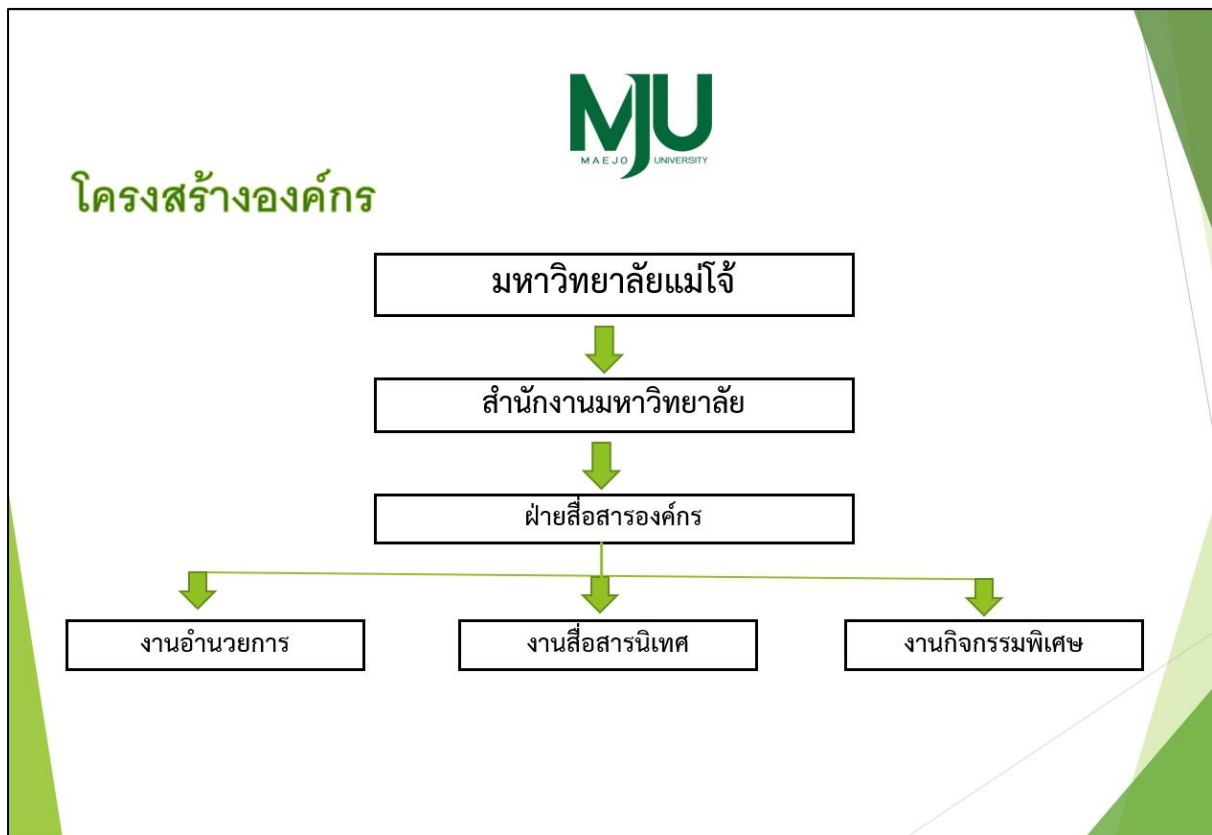 MJU
MAEJO UNIVERSITY
โครงสร้างองค์กร
มหาวิทยาลัยแม่โจ้
สำนักงานมหาวิทยาลัย
ฝ่ายสื่อสารองค์กร
งานอำนวยการ
งานสื่อสารนิเทศ
งานกิจกรรมพิเศษ